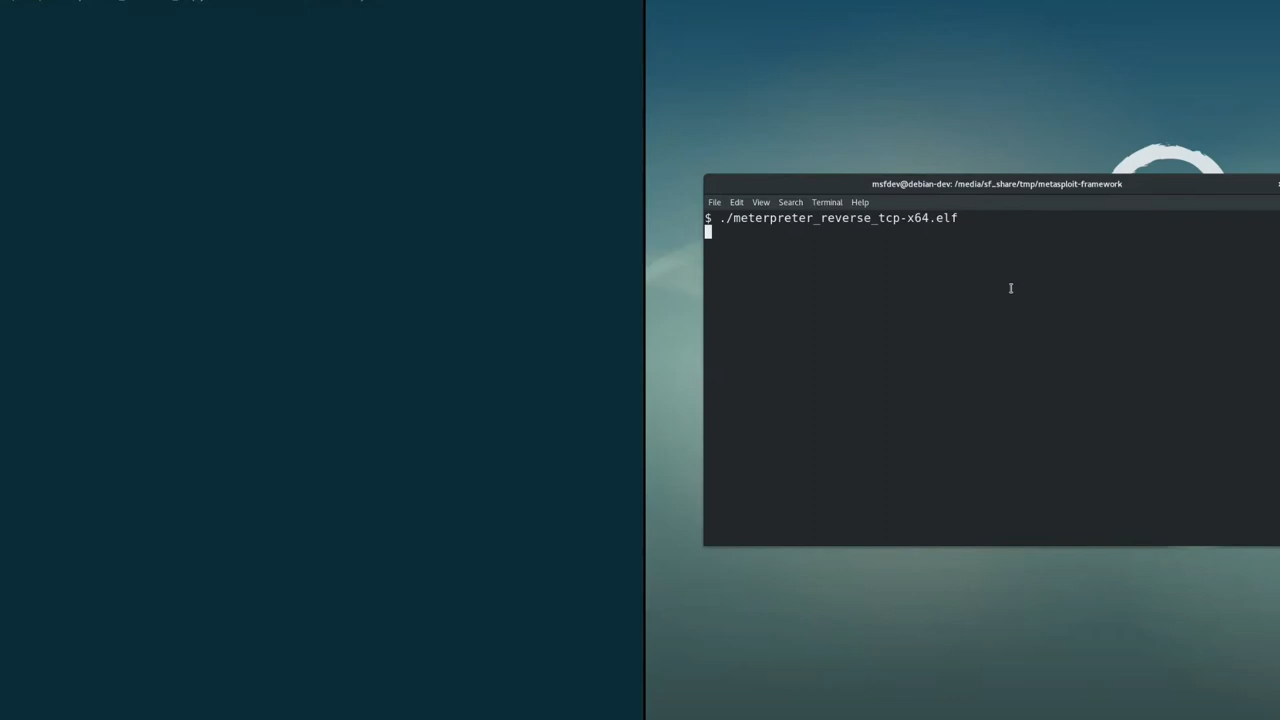 msfdev@debian-dev: /media/sf_share/tmp/metasploit-framework
File Edit View Search Terminal Help
$ ./meterpreter_reverse_tcp-x64.elf